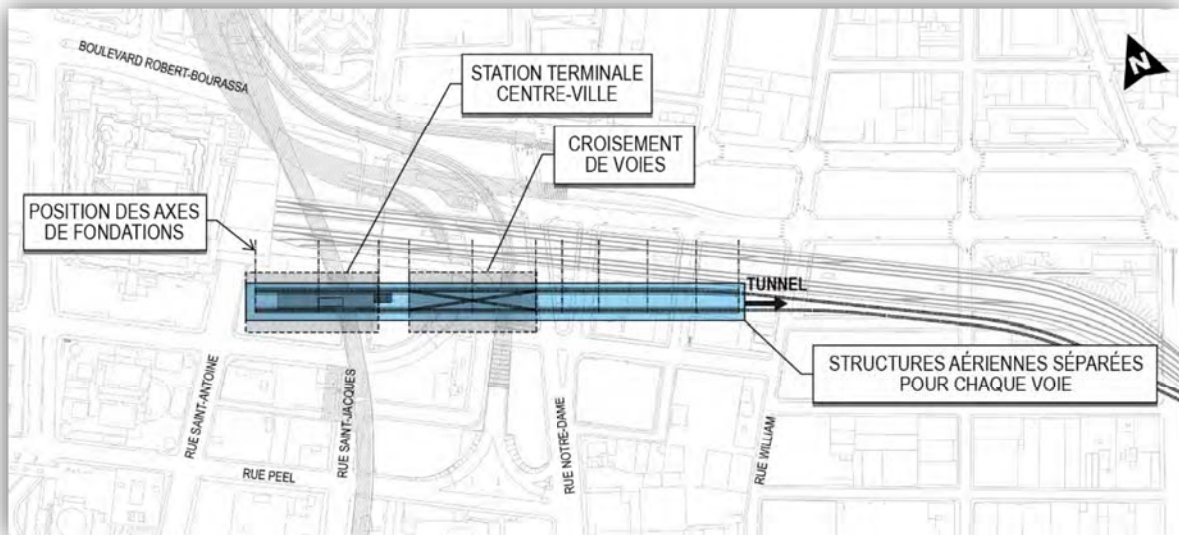 BOULEVARD ROBERT-BOURASSA
STATION TERMINALE
CENTRE-VILLE
N
CROISEMENT
DE VOIES
POSITION DES AXES
DE FONDATIONS
TUNNEL
STRUCTURES AÉRIENNES SÉPARÉES
POUR CHAQUE VOIE
RUE SAINT-ANTOINE
RUE SAINT-JACQUES
RUE NOTRE-DAME
RUE WILLIAM
RUE PEEL